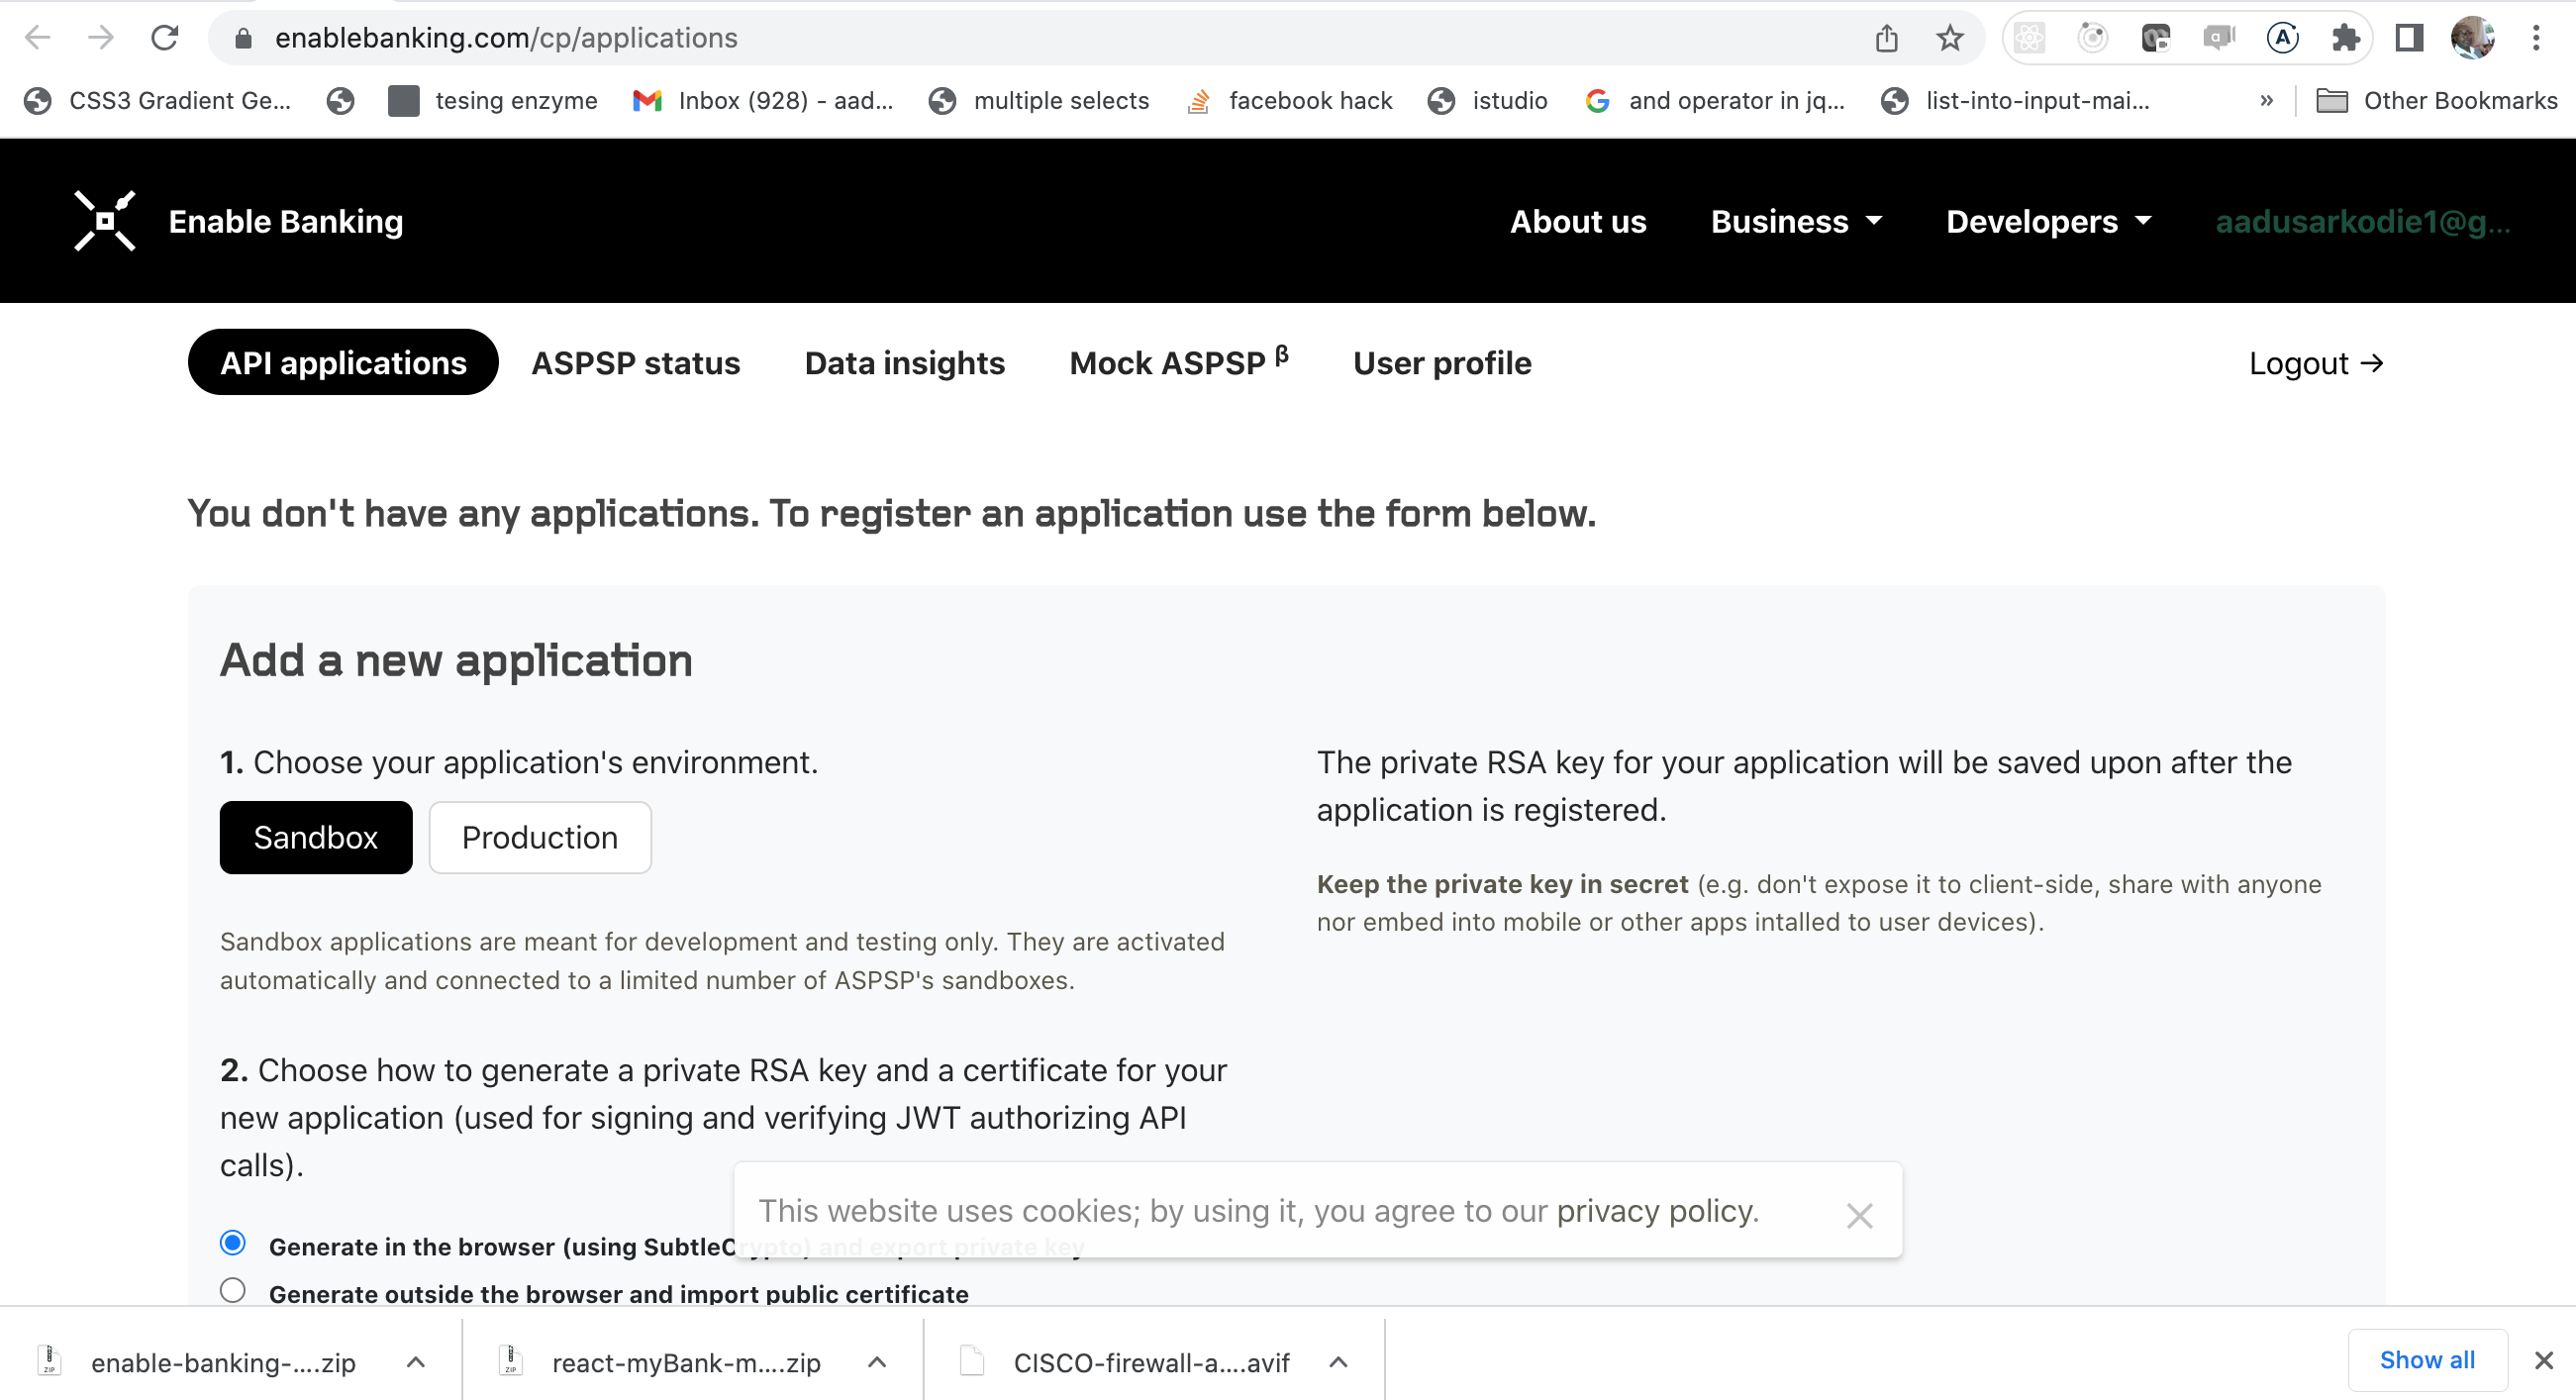 enablebanking.com/cp/applications
CSS3 Gradient Ge...
tesing enzyme
Inbox (928) - aad...
multiple selects
facebook hack
istudio
and operator in jq...
list-into-input-mai...
»
Other Bookmarks
Enable Banking
About us
Business
Developers
aadusarkodie1@g...
API applications
ASPSP status
Data insights
Mock ASPSP β
User profile
Logout →
You don't have any applications. To register an application use the form below.
Add a new application
1. Choose your application's environment.
Sandbox
Production
Sandbox applications are meant for development and testing only. They are activated
automatically and connected to a limited number of ASPSP's sandboxes.
2. Choose how to generate a private RSA key and a certificate for your
new application (used for signing and verifying JWT authorizing API
calls).
Generate in the browser (using SubtleCrypto) and export private key
Generate outside the browser and import public certificate
The private RSA key for your application will be saved upon after the
application is registered.
Keep the private key in secret (e.g. don't expose it to client-side, share with anyone
nor embed into mobile or other apps intalled to user devices).
This website uses cookies; by using it, you agree to our privacy policy.
enable-banking-....zip
react-myBank-m....zip
CISCO-firewall-a....avif
Show all